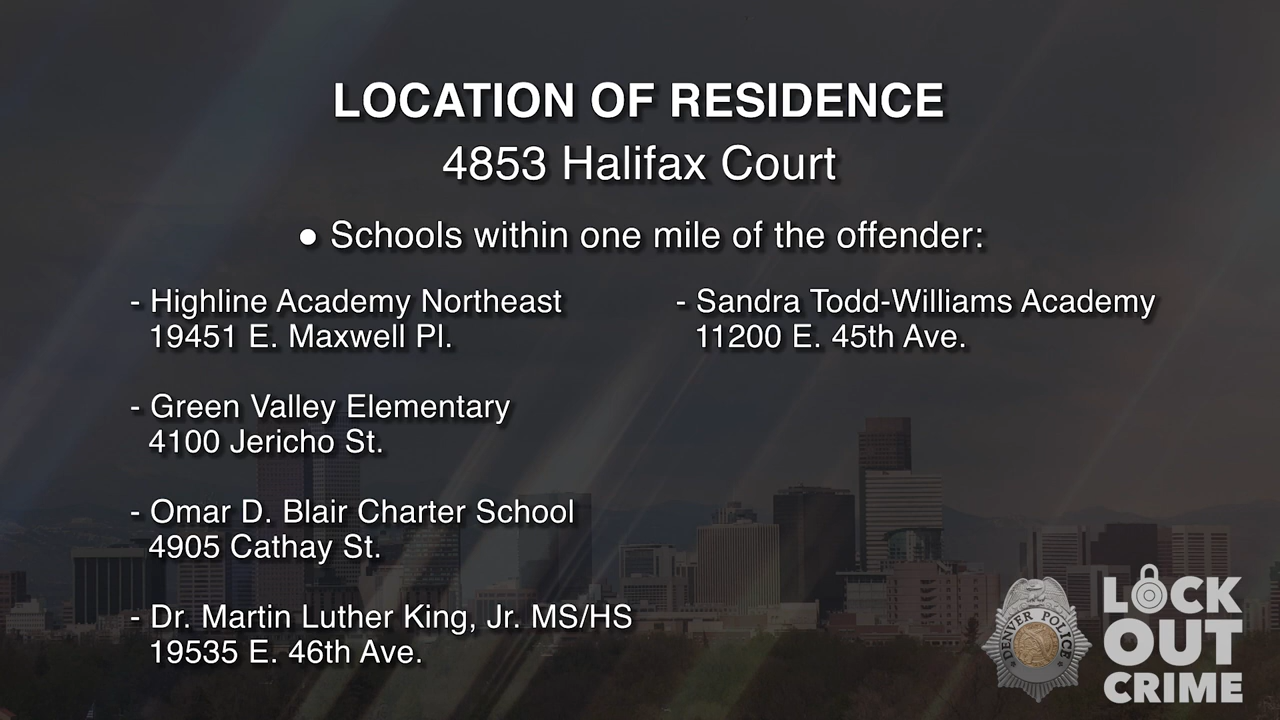 LOCATION OF RESIDENCE
4853 Halifax Court
● Schools within one mile of the offender:
- Highline Academy Northeast
19451 E. Maxwell Pl.
- Green Valley Elementary
4100 Jericho St.
- Omar D. Blair Charter School
4905 Cathay St.
- Dr. Martin Luther King, Jr. MS/HS
19535 E. 46th Ave.
- Sandra Todd-Williams Academy
11200 E. 45th Ave.
DENVER POLICE
LOCK
OUT
CRIME